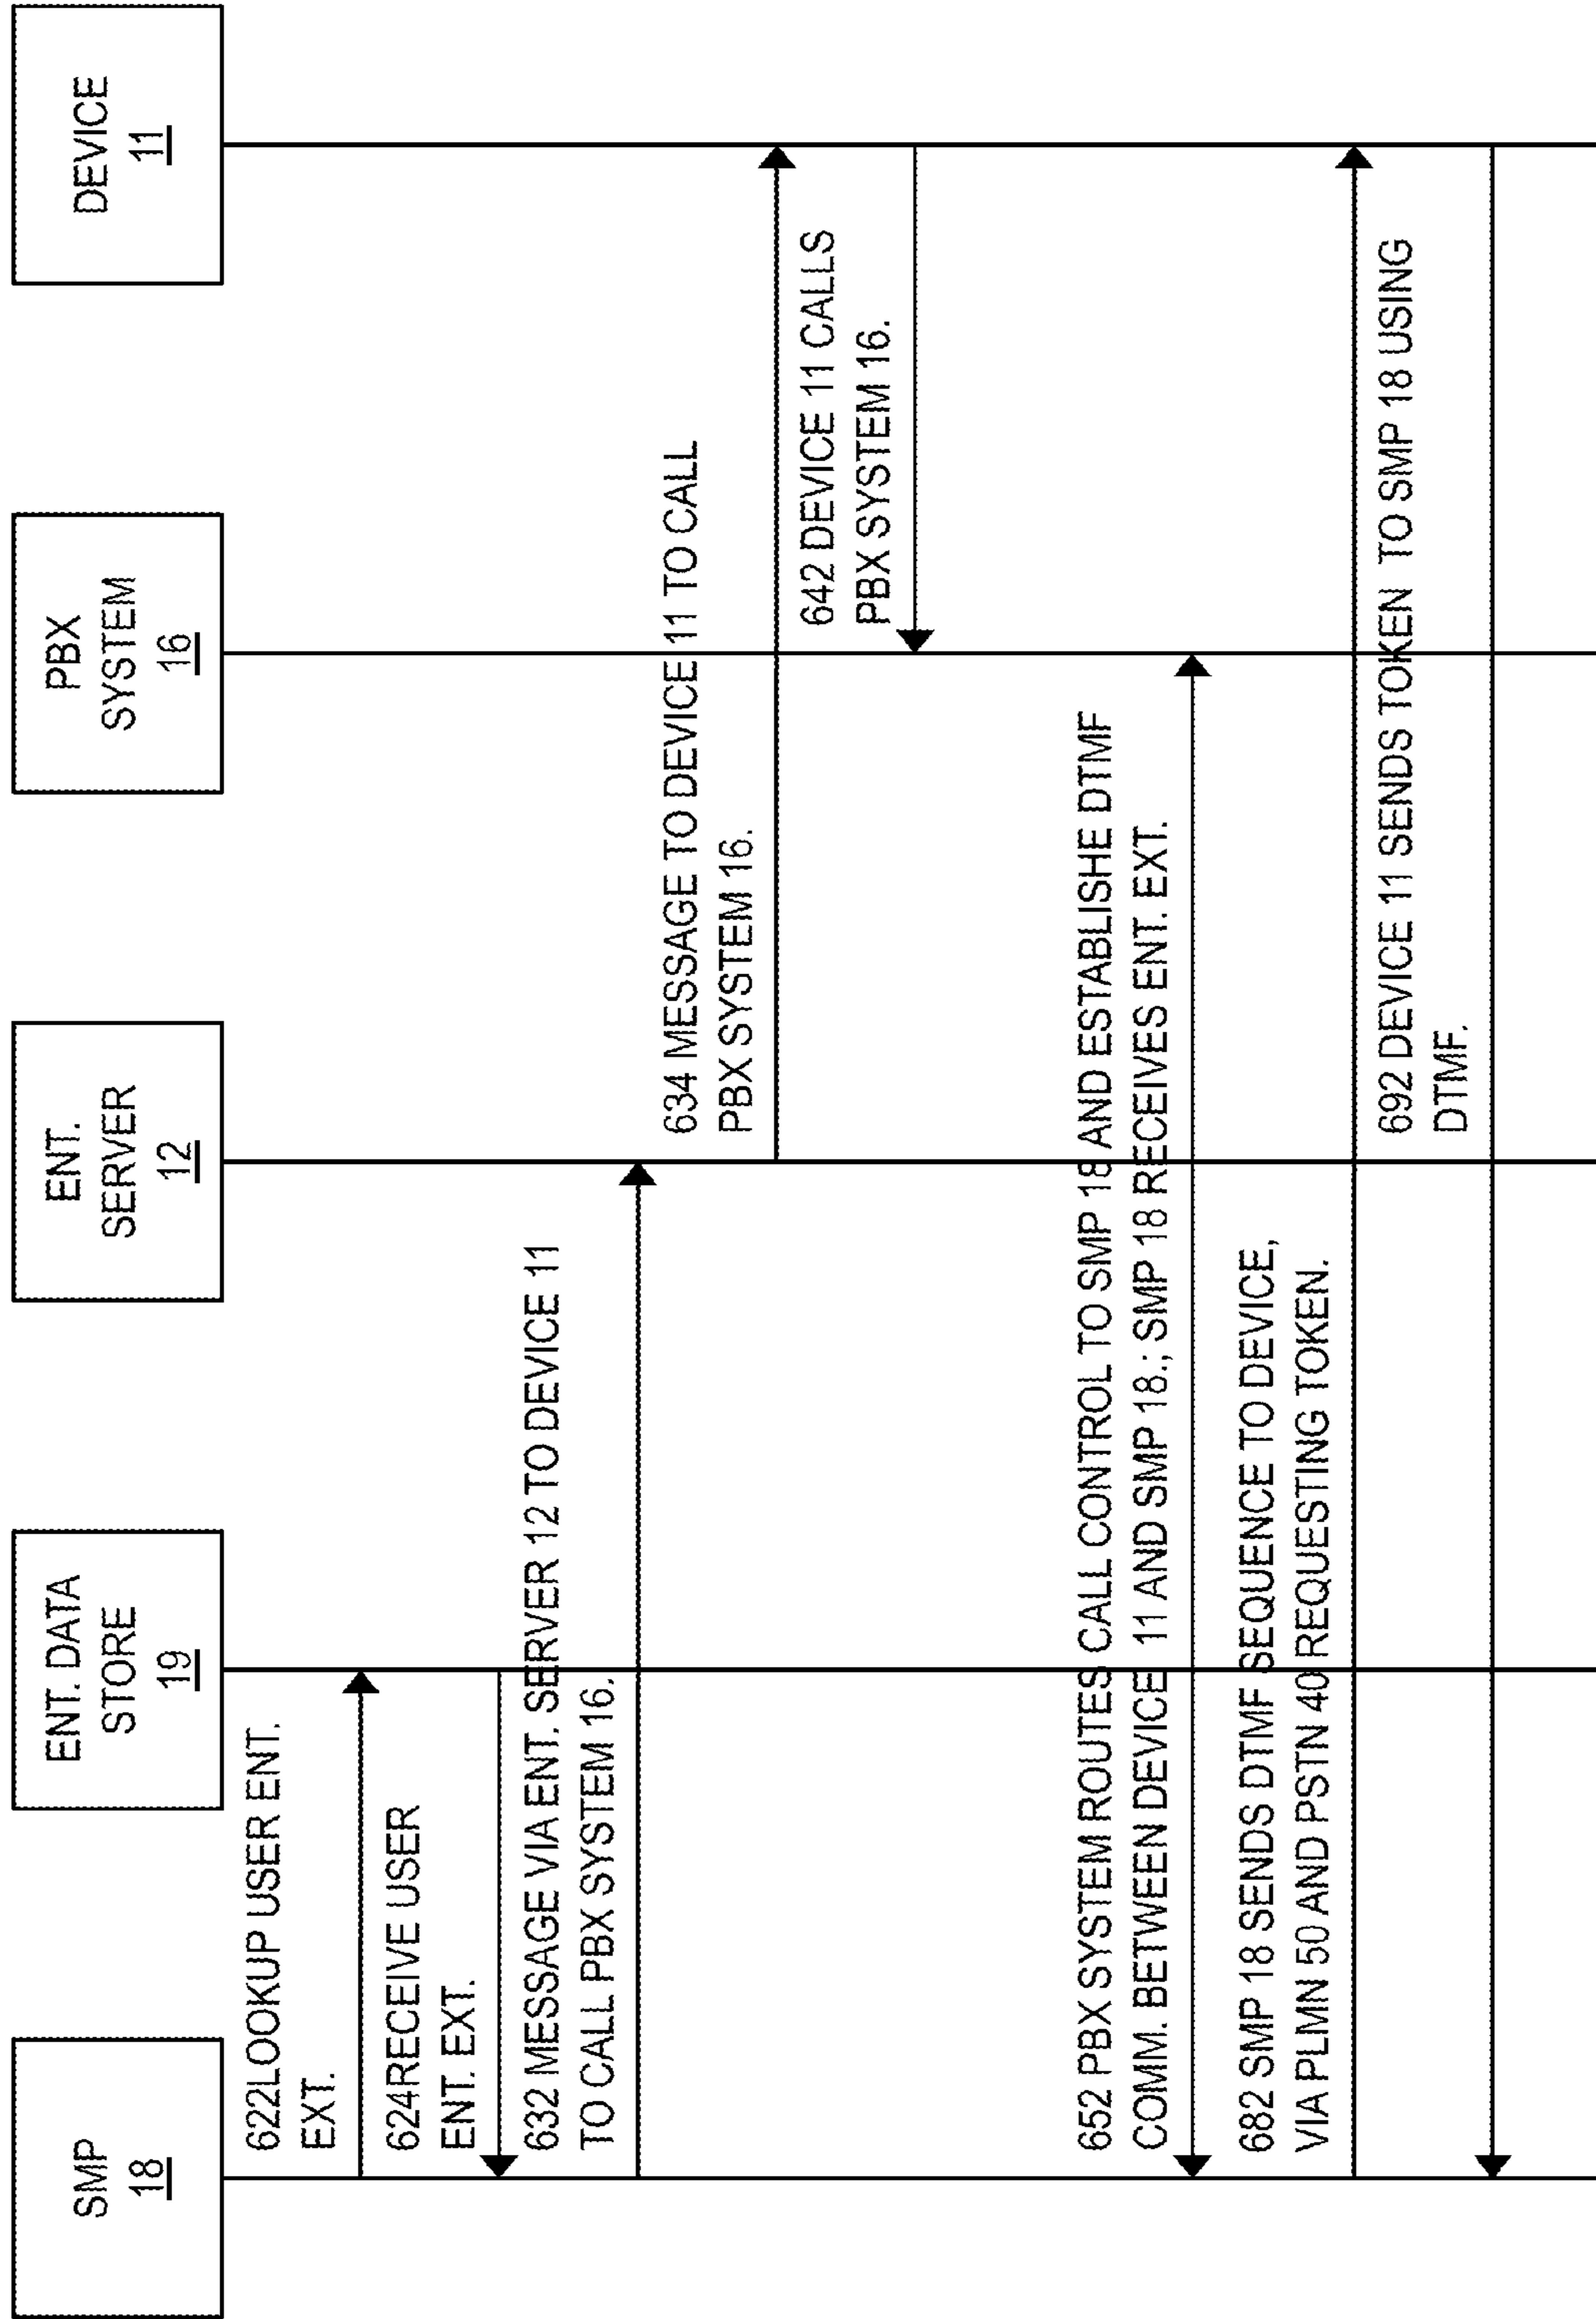 SMP
18
ENT. DATA
STORE
19
ENT.
SERVER
12
PBX
SYSTEM
16
DEVICE
11
622LOOKUP USER ENT.
EXT.
624RECEIVE USER
ENT. EXT.
632 MESSAGE VIA ENT. SERVER 12 TO DEVICE 11
TO CALL PBX SYSTEM 16.
634 MESSAGE TO DEVICE 11 TO CALL
PBX SYSTEM 16.
642 DEVICE 11 CALLS
PBX SYSTEM 16.
652 PBX SYSTEM ROUTES CALL CONTROL TO SMP 18 AND ESTABLISHE DTMF
COMM. BETWEEN DEVICE 11 AND SMP 18.; SMP 18 RECEIVES ENT. EXT.
682 SMP 18 SENDS DTMF SEQUENCE TO DEVICE,
VIA PLMN 50 AND PSTN 40 REQUESTING TOKEN.
692 DEVICE 11 SENDS TOKEN TO SMP 18 USING
DTMF.